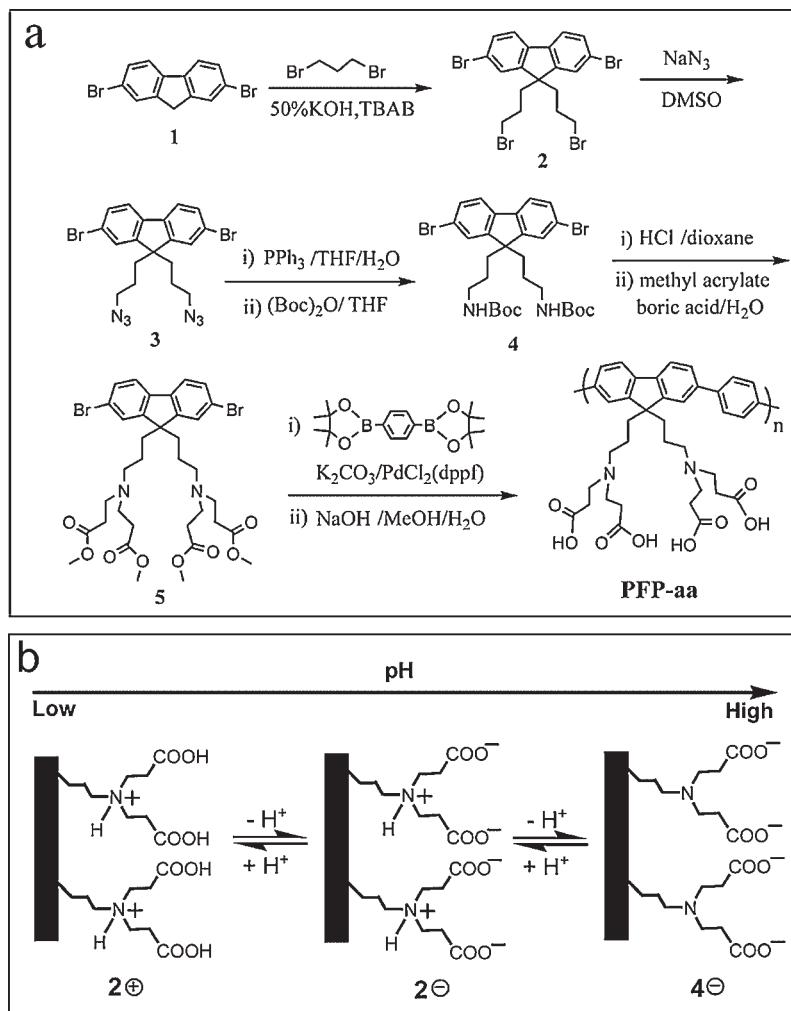 a
Br Br
1
Br Br
50%KOH,TBAB
Br Br
Br Br
2
NaN3
DMSO
Br Br
N3 N3
3
i) PPh3 /THF/H2O
ii) (Boc)2O/ THF
Br Br
NHBoc NHBoc
4
i) HCl /dioxane
ii) methyl acrylate
boric acid/H2O
Br Br
N N
O O
O O O O
O O
5
i)
O O
B B
O O
K2CO3/PdCl2(dppf)
ii) NaOH /MeOH/H2O
n
N N
O O
OH O O OH
HO HO
PFP-aa
b
pH
Low High
COOH
N+
H COOH
COOH
N+
H COOH
2⊕
- H+
+ H+
COO−
N+
H COO−
COO−
N+
H COO−
2⊖
- H+
+ H+
COO−
N
COO−
COO−
N
COO−
4⊖